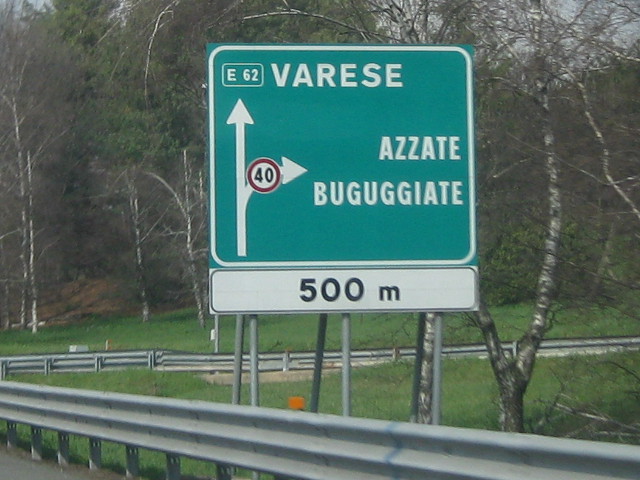 E 62 VARESE
AZZATE
40
BUGUGGIATE
500 m